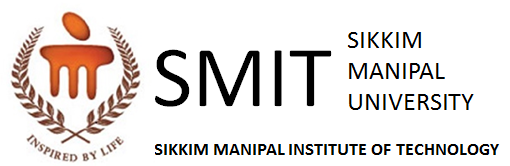 INSPIRED BY LIFE
SMIT
SIKKIM
MANIPAL
UNIVERSITY
SIKKIM MANIPAL INSTITUTE OF TECHNOLOGY